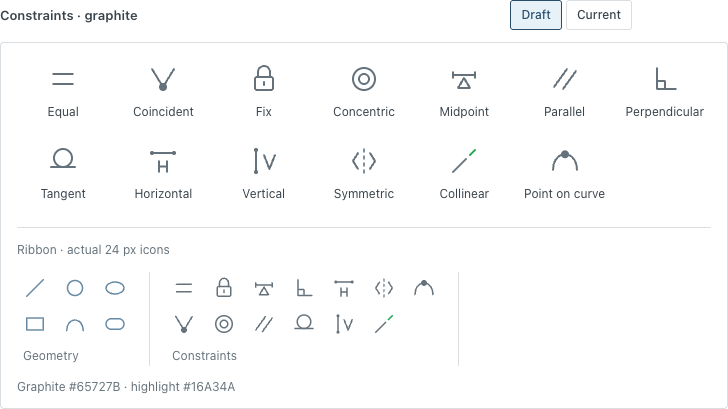 Constraints · graphite
Draft Current
Equal Coincident Fix Concentric Midpoint Parallel Perpendicular
H V
Tangent Horizontal Vertical Symmetric Collinear Point on curve
Ribbon · actual 24 px icons
H
V
Geometry Constraints
Graphite #65727B · highlight #16A34A